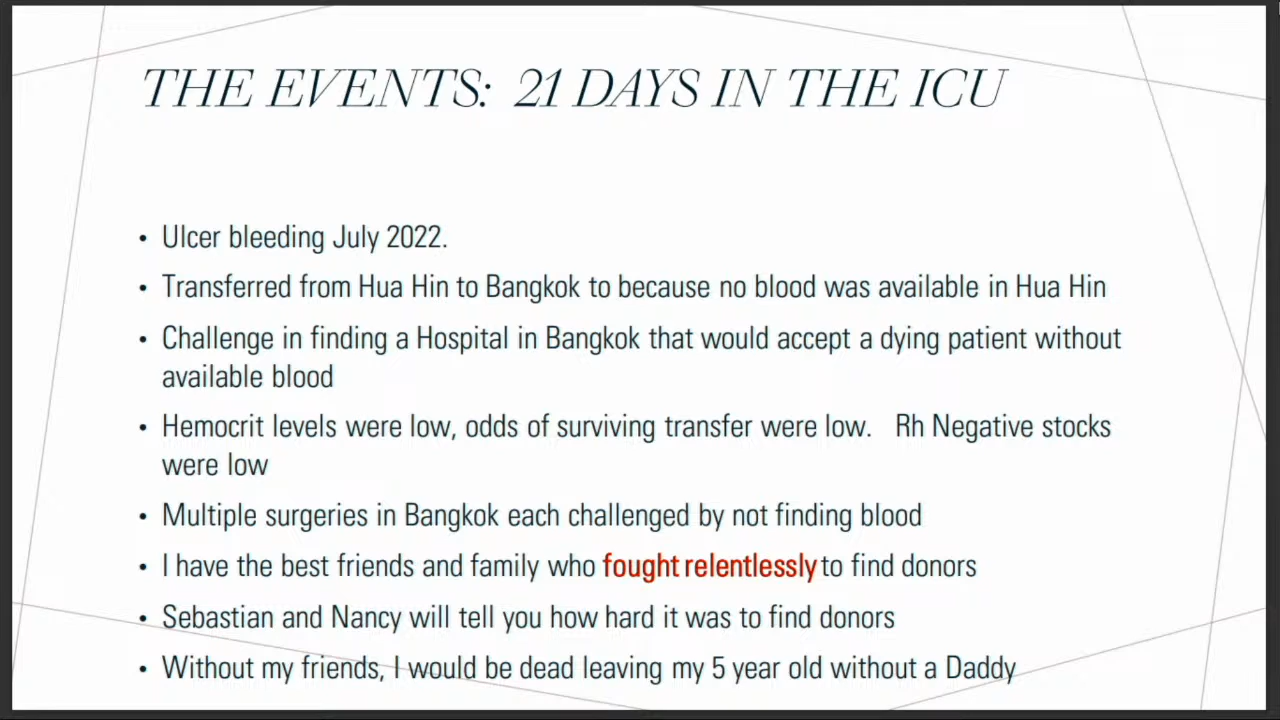 THE EVENTS: 21 DAYS IN THE ICU
• Ulcer bleeding July 2022.
• Transferred from Hua Hin to Bangkok to because no blood was available in Hua Hin
• Challenge in finding a Hospital in Bangkok that would accept a dying patient without
available blood
• Hemocrit levels were low, odds of surviving transfer were low. Rh Negative stocks
were low
• Multiple surgeries in Bangkok each challenged by not finding blood
• I have the best friends and family who fought relentlessly to find donors
• Sebastian and Nancy will tell you how hard it was to find donors
• Without my friends, I would be dead leaving my 5 year old without a Daddy